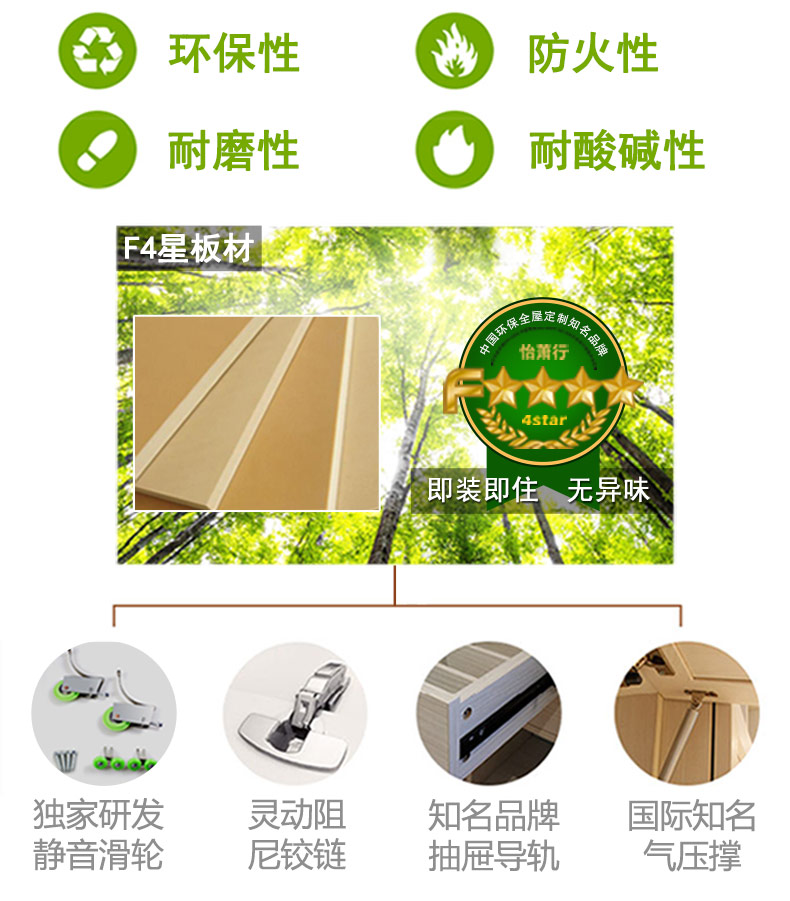 环保性
防火性
耐磨性
耐酸碱性
F4星板材
中国环保全屋定制知名品牌
怡萧行
F
4star
即装即住 无异味
独家研发
静音滑轮
灵动阻
尼铰链
知名品牌
抽屉导轨
国际知名
气压撑